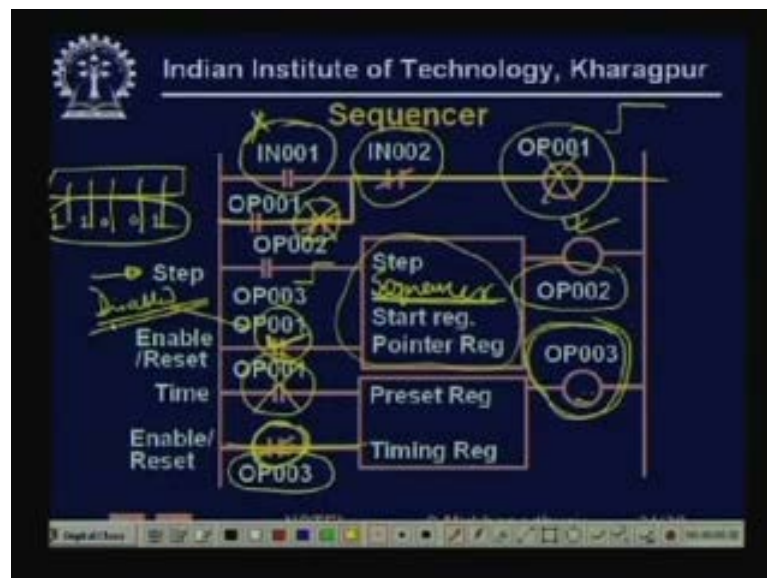 Indian Institute of Technology, Kharagpur
Sequencer
IN001 IN002 OP001
OP001
OP002
Step Step
Sequencer
OP003 OP002
Disabled Start reg.
OP001
Enable Pointer Reg
/Reset OP003
OP001
Time Preset Reg
Enable/
Reset Timing Reg
OP003